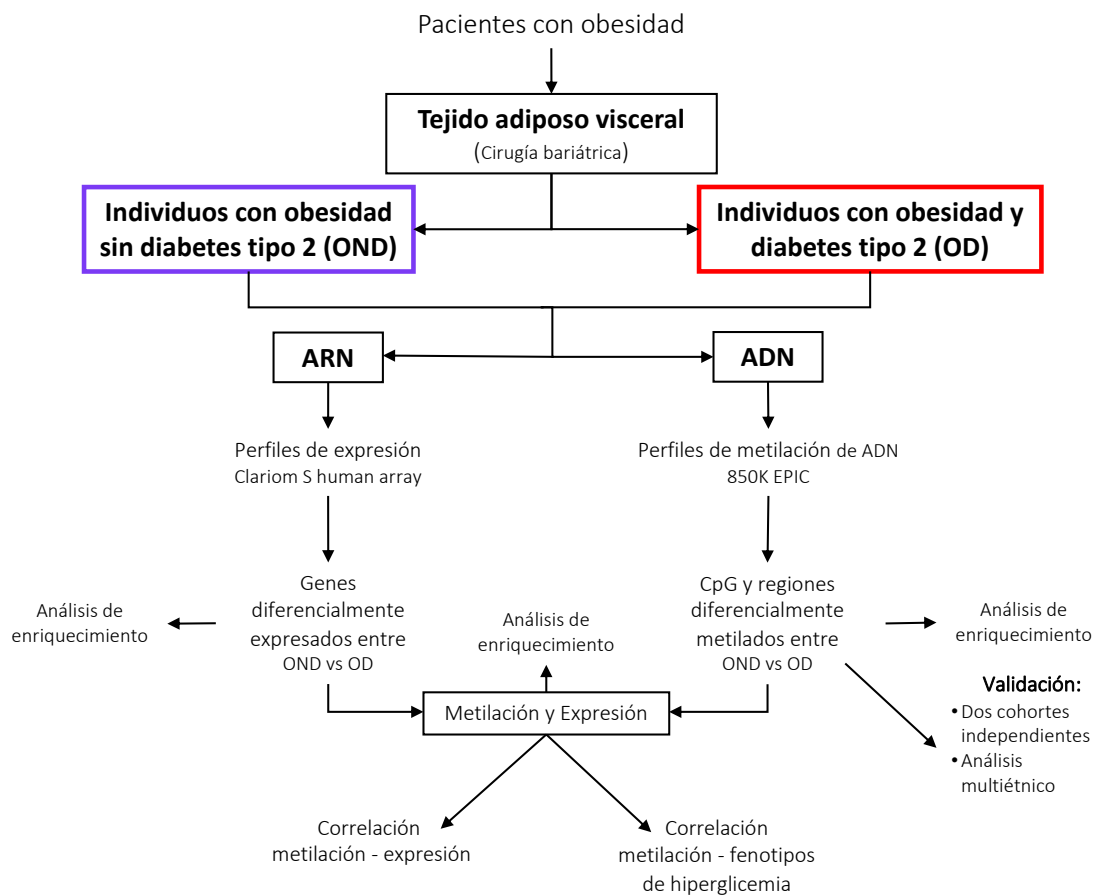 Pacientes con obesidad
Tejido adiposo visceral
(Cirugía bariátrica)
Individuos con obesidad
sin diabetes tipo 2 (OND)
Individuos con obesidad y
diabetes tipo 2 (OD)
ARN
ADN
Perfiles de expresión
Clariom S human array
Perfiles de metilación de ADN
850K EPIC
Análisis de
enriquecimiento
Genes
diferencialmente
expresados entre
OND vs OD
Análisis de
enriquecimiento
CpG y regiones
diferencialmente
metilados entre
OND vs OD
Análisis de
enriquecimiento
Validación:
• Dos cohortes
independientes
• Análisis
multiétnico
Metilación y Expresión
Correlación
metilación - expresión
Correlación
metilación - fenotipos
de hiperglicemia